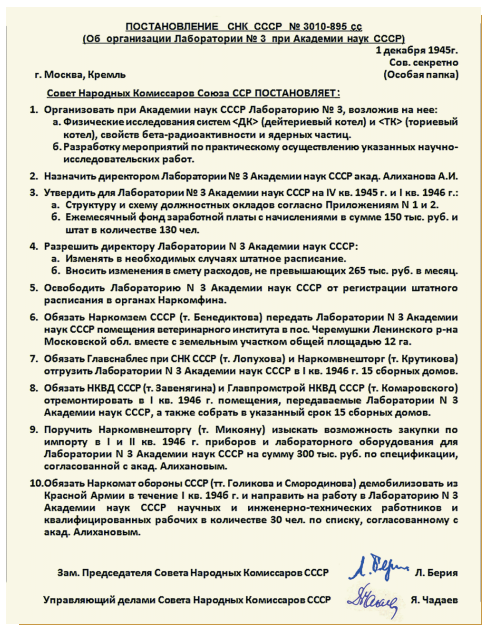 ПОСТАНОВЛЕНИЕ СНК СССР № 3010-895 сс
(Об организации Лаборатории № 3 при Академии наук СССР)
1 декабря 1945г.
Сов. секретно
г. Москва, Кремль (Особая папка)
Совет Народных Комиссаров Союза ССР ПОСТАНОВЛЯЕТ:
1. Организовать при Академии наук СССР Лабораторию № 3, возложив на нее:
а. Физические исследования систем <ДК> (дейтериевый котел) и <ТК> (ториевый
котел), свойств бета-радиоактивности и ядерных частиц.
б. Разработку мероприятий по практическому осуществлению указанных научно-
исследовательских работ.
2. Назначить директором Лаборатории № 3 Академии наук СССР акад. Алиханова А.И.
3. Утвердить для Лаборатории № 3 Академии наук СССР на IV кв. 1945 г. и I кв. 1946 г.:
а. Структуру и схему должностных окладов согласно Приложениям N 1 и 2.
б. Ежемесячный фонд заработной платы с начислениями в сумме 150 тыс. руб. и
штат в количестве 130 чел.
4. Разрешить директору Лаборатории N 3 Академии наук СССР:
а. Изменять в необходимых случаях штатное расписание.
б. Вносить изменения в смету расходов, не превышающих 265 тыс. руб. в месяц.
5. Освободить Лабораторию N 3 Академии наук СССР от регистрации штатного
расписания в органах Наркомфина.
6. Обязать Наркомзем СССР (т. Бенедиктова) передать Лаборатории N 3 Академии
наук СССР помещения ветеринарного института в пос. Черемушки Ленинского р-на
Московской обл. вместе с земельным участком общей площадью 12 га.
7. Обязать Главснаблес при СНК СССР (т. Лопухова) и Наркомвнешторг (т. Крутикова)
отгрузить Лаборатории N 3 Академии наук СССР в I кв. 1946 г. 15 сборных домов.
8. Обязать НКВД СССР (т. Завенягина) и Главпромстрой НКВД СССР (т. Комаровского)
отремонтировать в I кв. 1946 г. помещения, передаваемые Лаборатории N 3
Академии наук СССР, а также собрать в указанный срок 15 сборных домов.
9. Поручить Наркомвнешторгу (т. Микояну) изыскать возможность закупки по
импорту в I и II кв. 1946 г. приборов и лабораторного оборудования для
Лаборатории N 3 Академии наук СССР на сумму 300 тыс. руб. по спецификации,
согласованной с акад. Алихановым.
10.Обязать Наркомат обороны СССР (тт. Голикова и Смородинова) демобилизовать из
Красной Армии в течение I кв. 1946 г. и направить на работу в Лабораторию N 3
Академии наук СССР научных и инженерно-технических работников и
квалифицированных рабочих в количестве 30 чел. по списку, согласованному с
акад. Алихановым.
Зам. Председателя Совета Народных Комиссаров СССР Л. Берия Л. Берия
Управляющий делами Совета Народных Комиссаров СССР Я. Чадаев